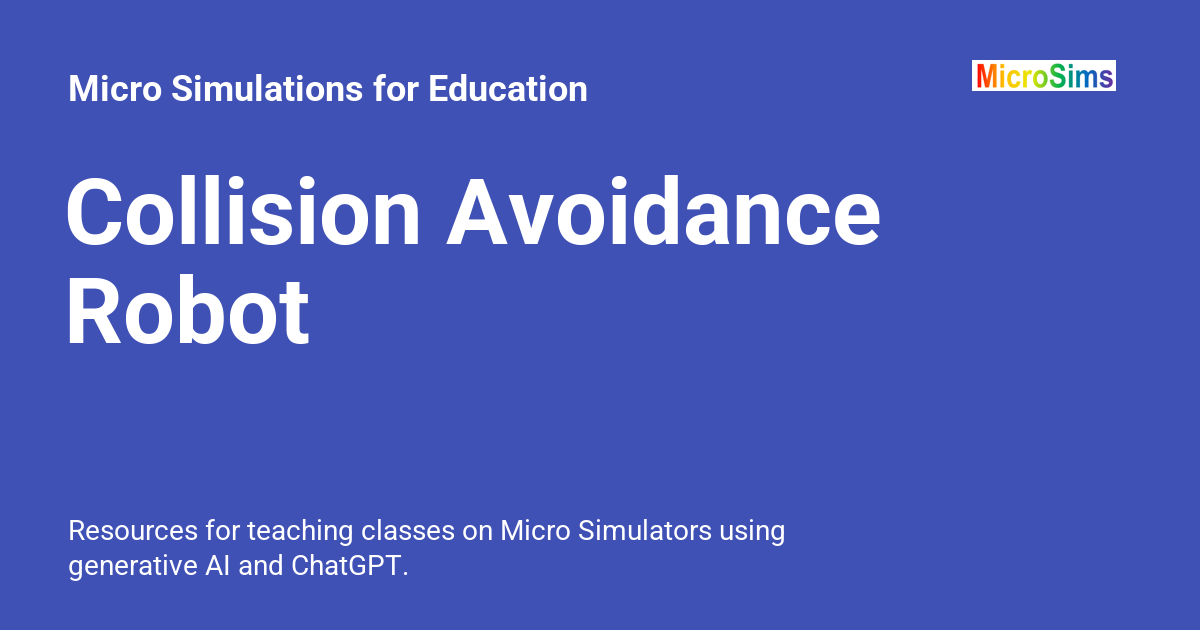 Micro Simulations for Education
MicroSims
Collision Avoidance
Robot
Resources for teaching classes on Micro Simulators using
generative AI and ChatGPT.